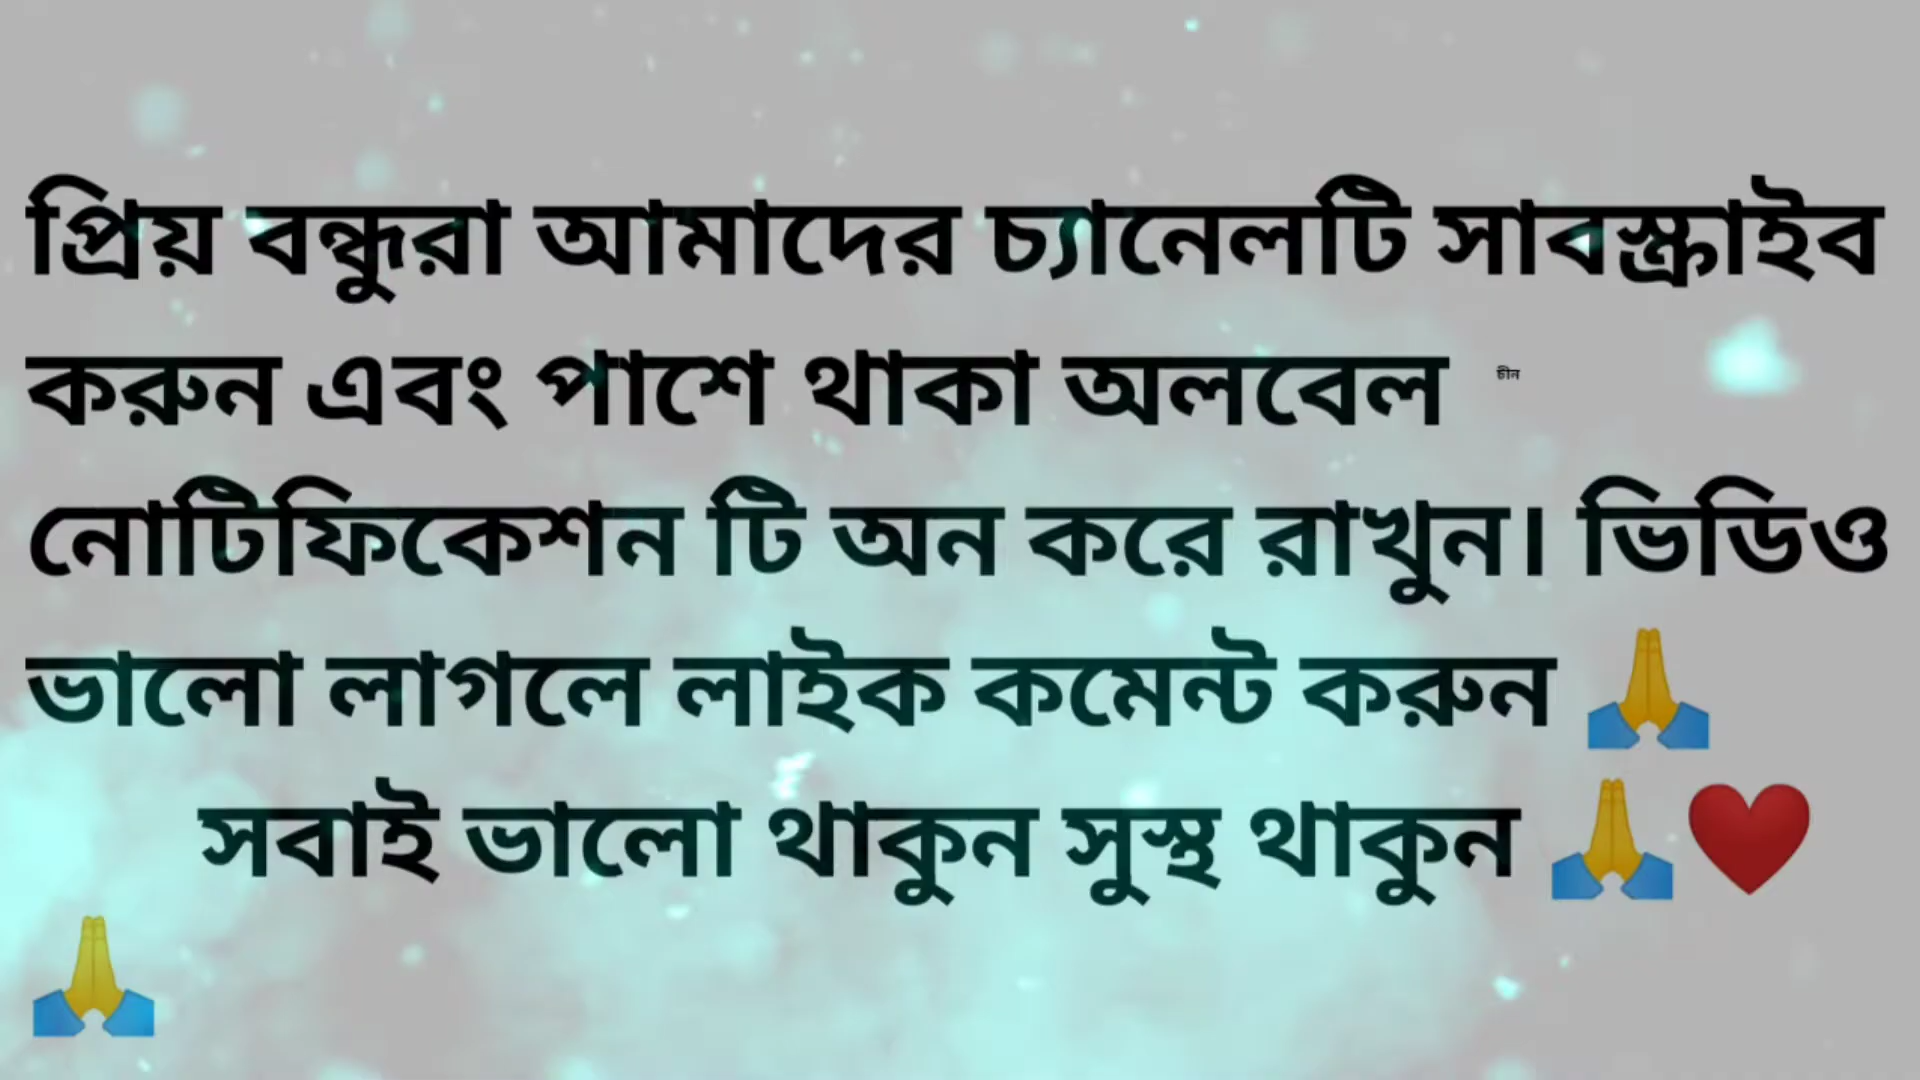 প্রিয় বন্ধুরা আমাদের চ্যানেলটি সাবস্ক্রাইব
করুন এবং পাশে থাকা অলবেল চীন
নোটিফিকেশন টি অন করে রাখুন। ভিডিও
ভালো লাগলে লাইক কমেন্ট করুন 🙏
সবাই ভালো থাকুন সুস্থ থাকুন 🙏❤️
🙏